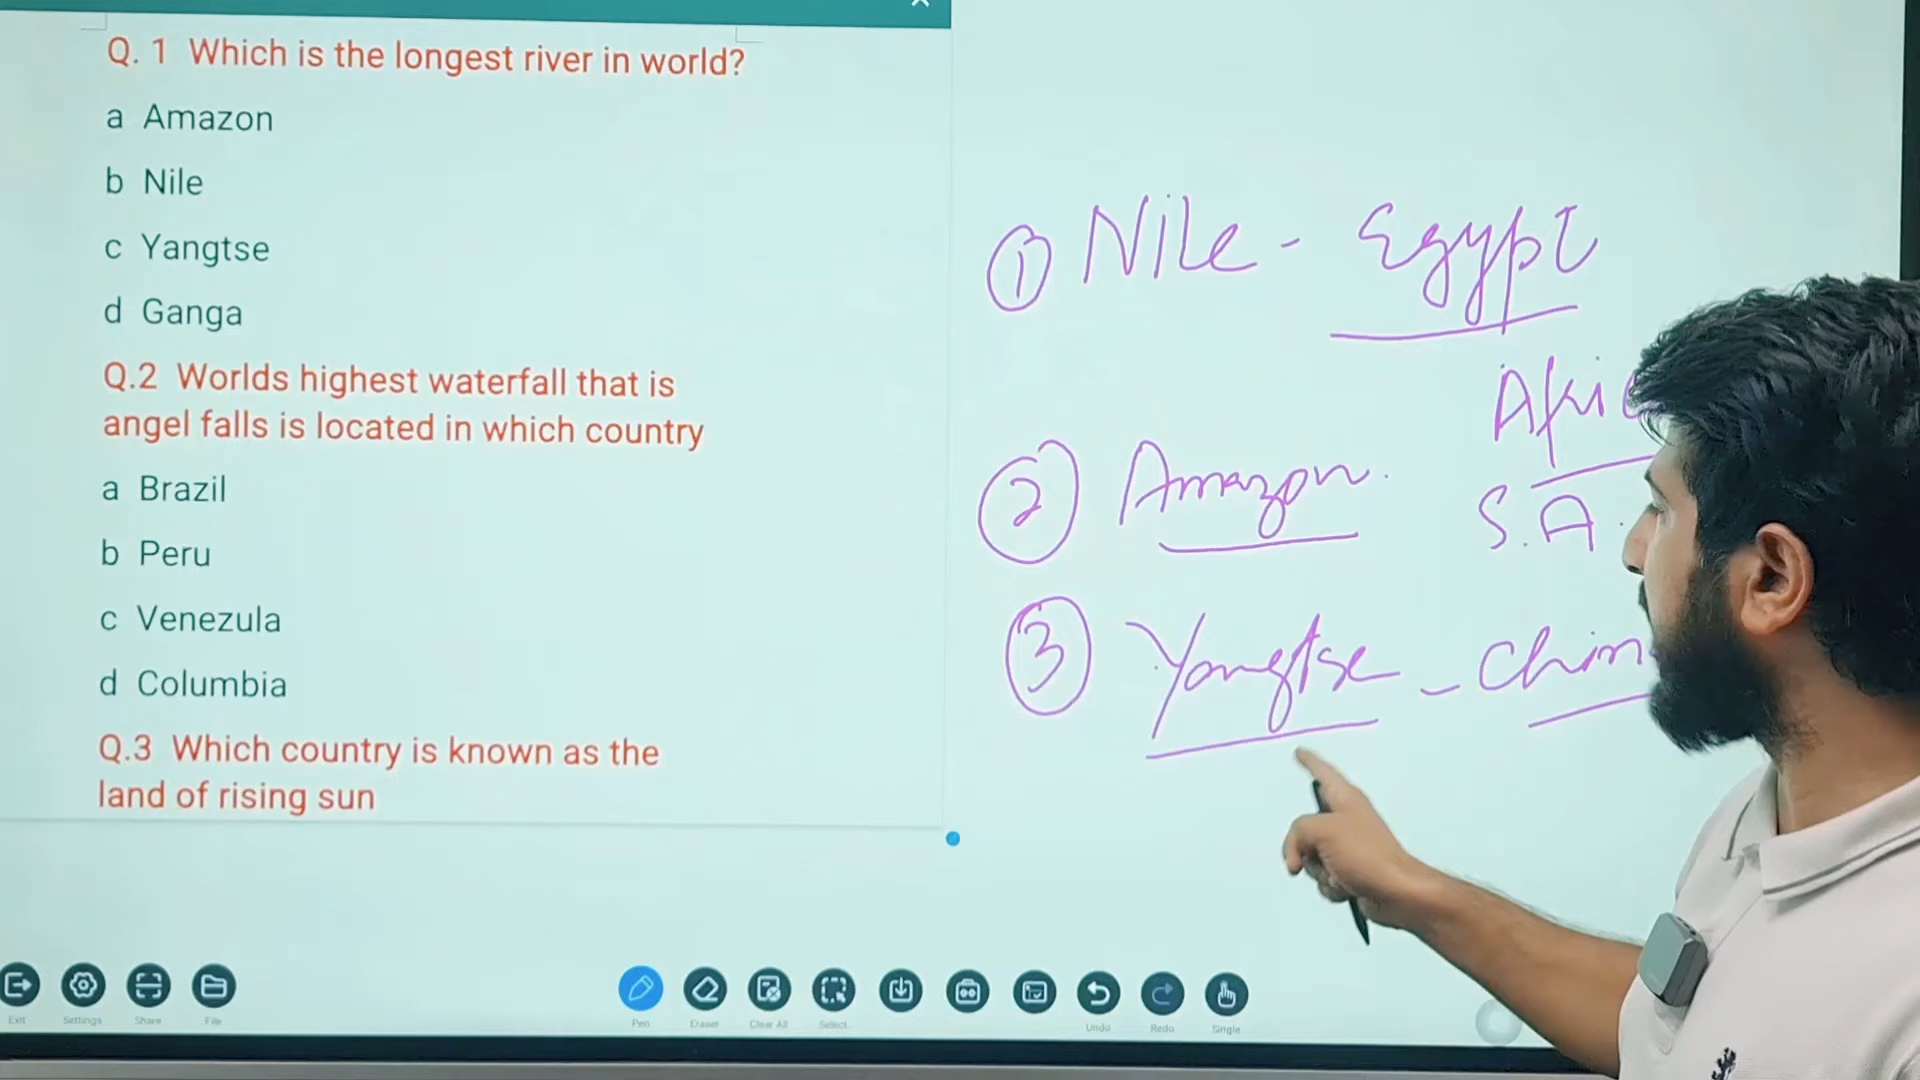 Q. 1 Which is the longest river in world?
a Amazon
b Nile
c Yangtse
d Ganga
Q.2 Worlds highest waterfall that is
angel falls is located in which country
a Brazil
b Peru
c Venezula
d Columbia
Q.3 Which country is known as the
land of rising sun
① Nile - Egypt
② Amazon. S.A.
③ Yangtse - Chin
Exit Settings Share File Pen Eraser Clear All Select Undo Redo Single